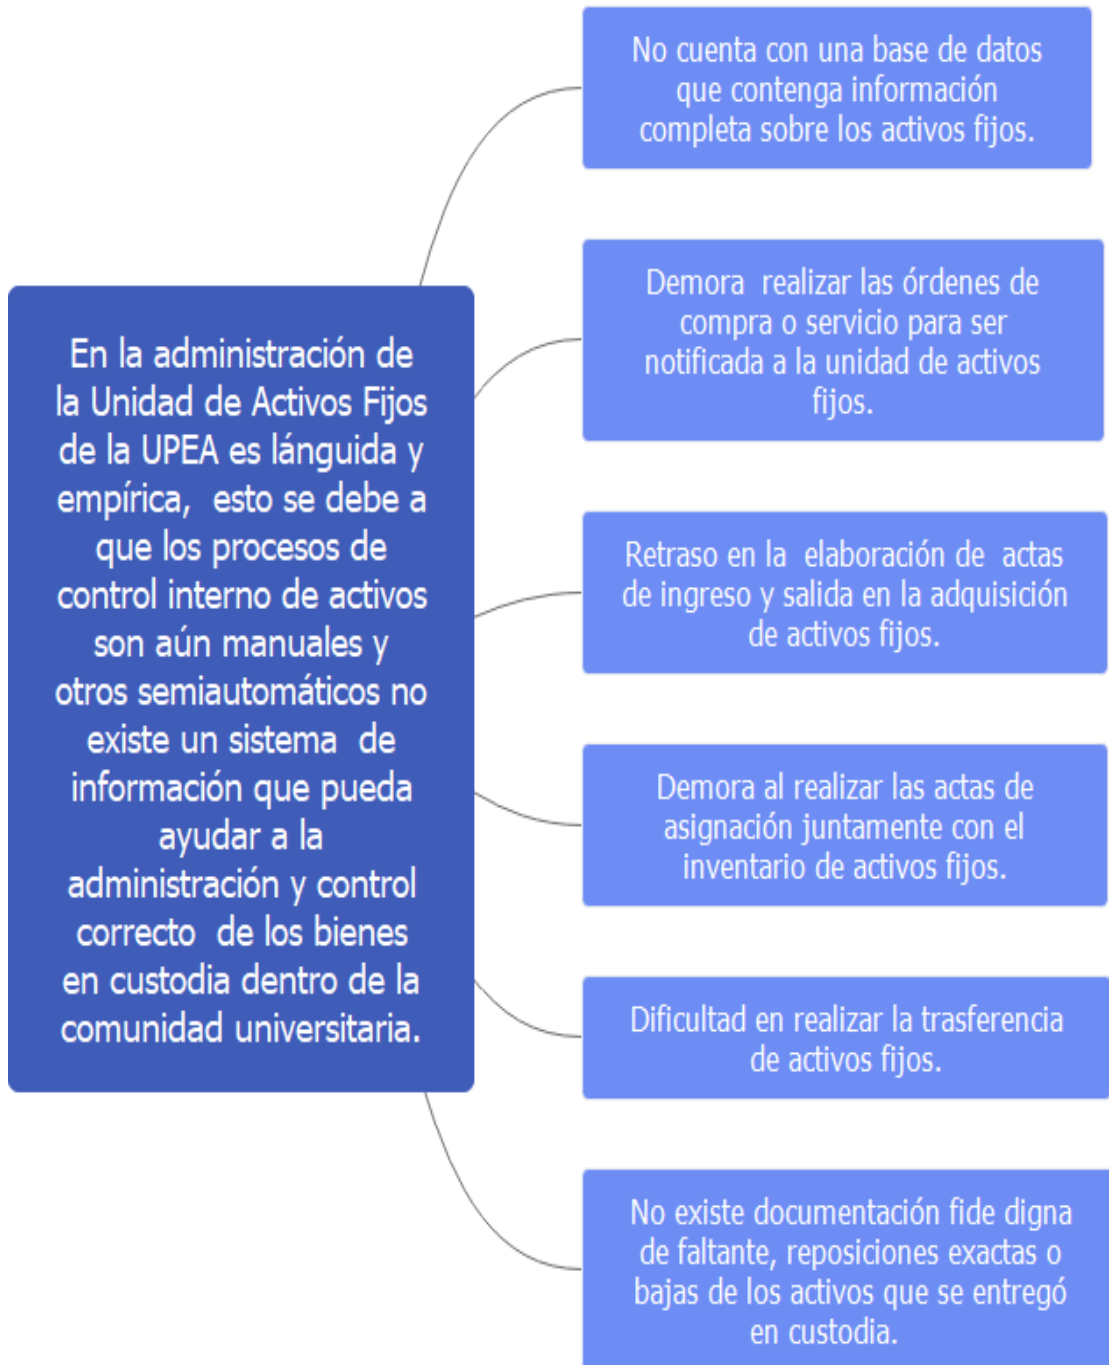 No cuenta con una base de datos
que contenga información
completa sobre los activos fijos.
Demora  realizar las órdenes de
compra o servicio para ser
notificada a la unidad de activos
fijos.
En la administración de
la Unidad de Activos Fijos
de la UPEA es lánguida y
empírica,  esto se debe a
que los procesos de
control interno de activos
son aún manuales y
otros semiautomáticos no
existe un sistema  de
información que pueda
ayudar a la
administración y control
correcto  de los bienes
en custodia dentro de la
comunidad universitaria.
Retraso en la  elaboración de  actas
de ingreso y salida en la adquisición
de activos fijos.
Demora al realizar las actas de
asignación juntamente con el
inventario de activos fijos.
Dificultad en realizar la trasferencia
de activos fijos.
No existe documentación fide digna
de faltante, reposiciones exactas o
bajas de los activos que se entregó
en custodia.